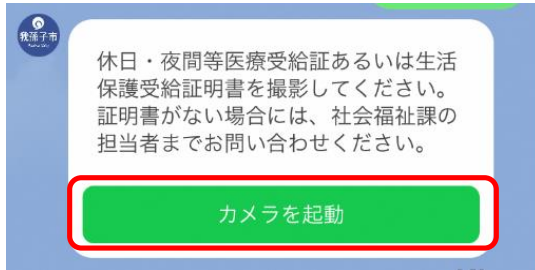 我孫子市
休日・夜間等医療受給証あるいは生活
保護受給証明書を撮影してください。
証明書がない場合には、社会福祉課の
担当者までお問い合わせください。
カメラを起動